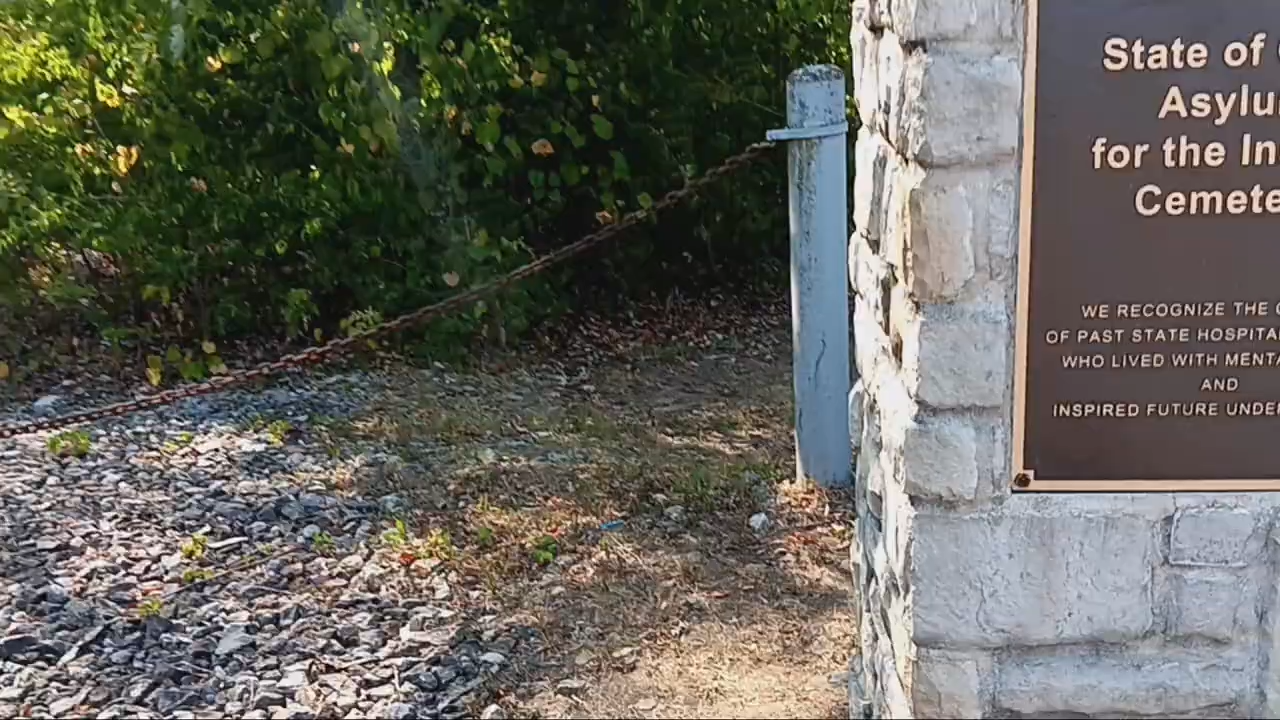 State of
Asylu
for the In
Cemete
WE RECOGNIZE THE
OF PAST STATE HOSPITA
WHO LIVED WITH MENTA
AND
INSPIRED FUTURE UNDE